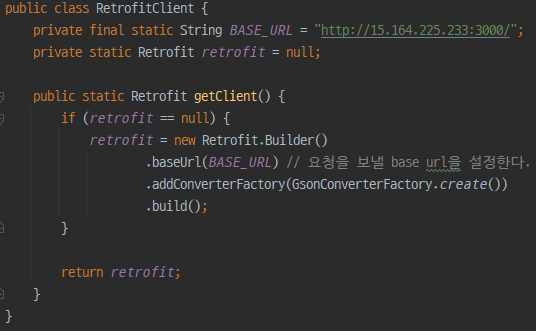 public class RetrofitClient {
    private final static String BASE_URL = "http://15.164.225.233:3000/";
    private static Retrofit retrofit = null;

    public static Retrofit getClient() {
        if (retrofit == null) {
            retrofit = new Retrofit.Builder()
                    .baseUrl(BASE_URL) // 요청을 보낼 base url을 설정한다.
                    .addConverterFactory(GsonConverterFactory.create())
                    .build();
        }

        return retrofit;
    }
}